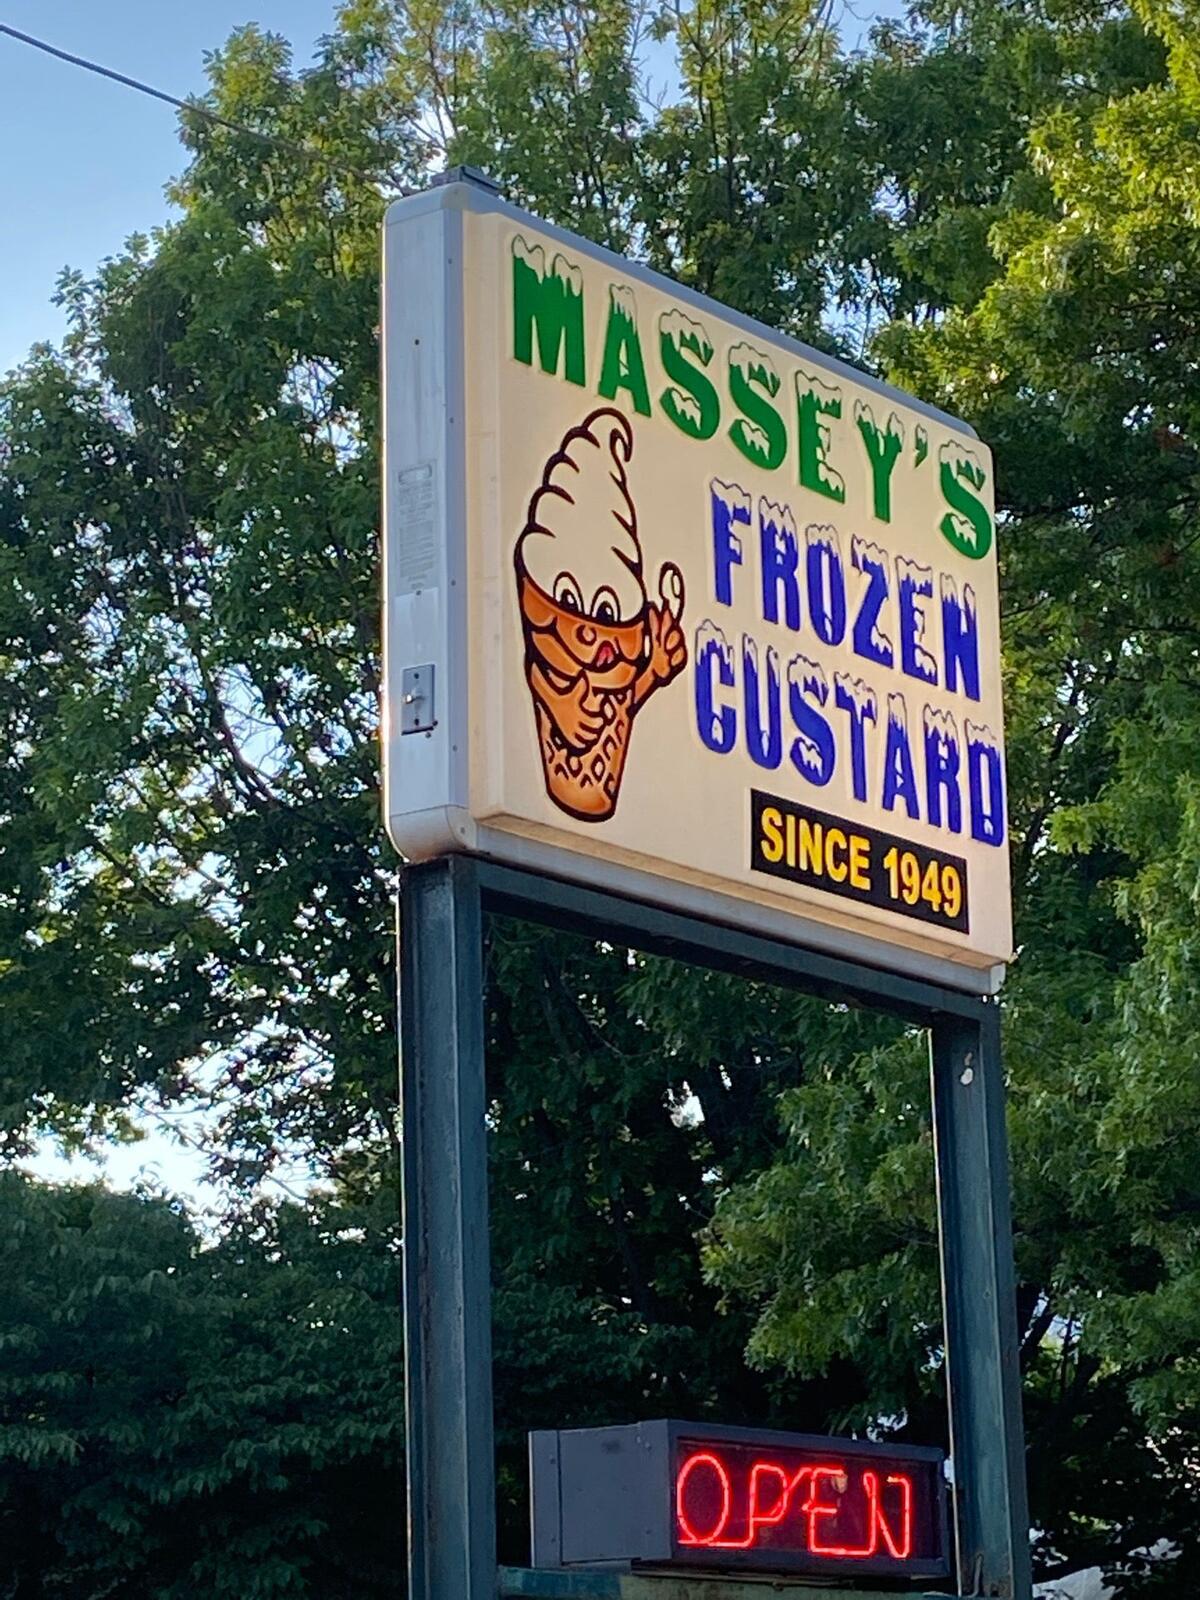 MASSEY'S
FROZEN
CUSTARD
SINCE 1949
OPEN